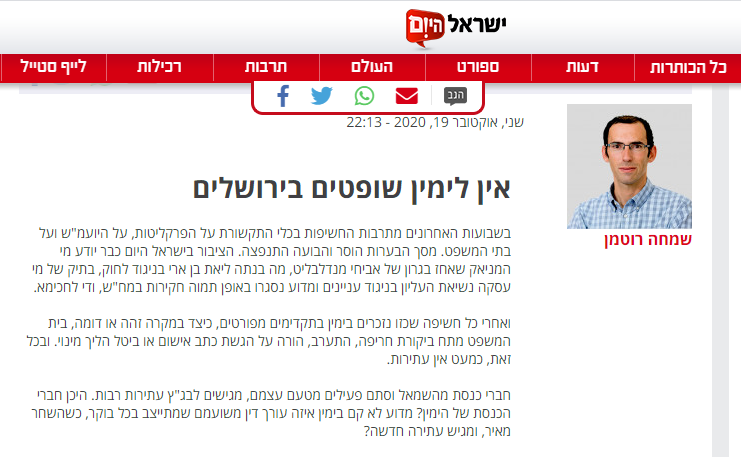 ישראל היום
כל הכותרות
דעות
ספורט
העולם
תרבות
רכילות
לייף סטייל
הגב
שני, אוקטובר 19, 2020 - 22:13
שמחה רוטמן
אין לימין שופטים בירושלים
בשבועות האחרונים מתרבות החשיפות בכלי התקשורת על הפרקליטות, על היועמ"ש ועל
בתי המשפט. מסך הבערות הוסר והבועה התנפצה. הציבור בישראל היום כבר יודע מי
המניאק שאחז בגרון של אביחי מנדלבליט, מה בנתה ליאת בן ארי בניגוד לחוק, בתיק של מי
עסקה נשיאת העליון בניגוד עניינים ומדוע נסגרו באופן תמוה חקירות במח"ש, ודי לחכימא.
ואחרי כל חשיפה שכזו נזכרים בימין בתקדימים מפורטים, כיצד במקרה זהה או דומה, בית
המשפט מתח ביקורת חריפה, התערב, הורה על הגשת כתב אישום או ביטל הליך מינוי. ובכל
זאת, כמעט אין עתירות.
חברי כנסת מהשמאל וסתם פעילים מטעם עצמם, מגישים לבג"ץ עתירות רבות. היכן חברי
הכנסת של הימין? מדוע לא קם בימין איזה עורך דין משועמם שמתייצב בכל בוקר, כשהשחר
מאיר, ומגיש עתירה חדשה?